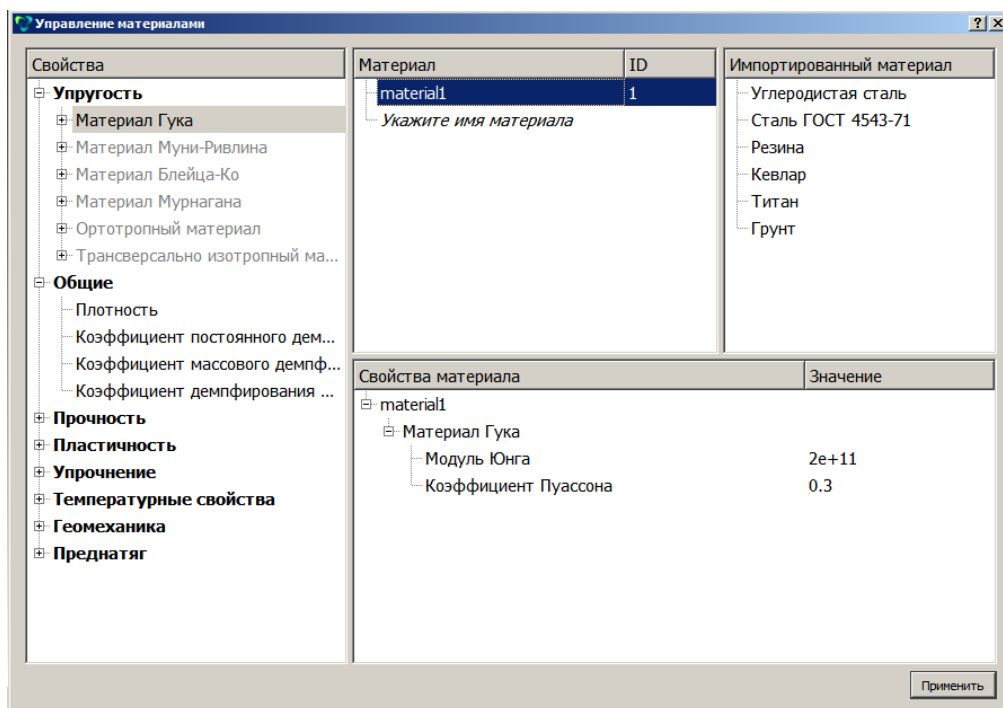 Управление материалами
Свойства
Упругость
Материал Гука
Материал Муни-Ривлина
Материал Блейца-Ко
Материал Мурнагана
Ортотропный материал
Трансверсально изотропный ма...
Общие
Плотность
Коэффициент постоянного дем...
Коэффициент массового демпф...
Коэффициент демпфирования ...
Прочность
Пластичность
Упрочнение
Температурные свойства
Геомеханика
Преднатяг
Материал ID
material1 1
Укажите имя материала
Импортированный материал
Углеродистая сталь
Сталь ГОСТ 4543-71
Резина
Кевлар
Титан
Грунт
Свойства материала Значение
material1
Материал Гука
Модуль Юнга 2e+11
Коэффициент Пуассона 0.3
Применить